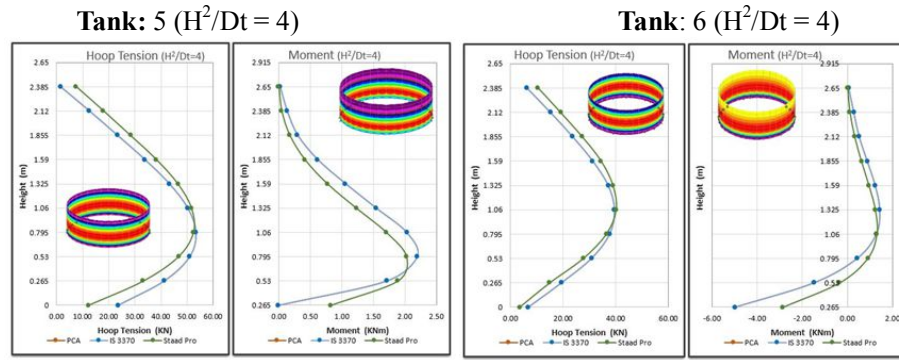 Tank: 5 (H²/Dt = 4)
Tank: 6 (H²/Dt = 4)
Hoop Tension (H²/Dt=4)
2.65
2.385
2.12
1.855
1.59
1.325
1.06
0.795
0.53
0.265
0
Height (m)
0.00 10.00 20.00 30.00 40.00 50.00 60.00
Hoop Tension (KN)
PCA IS 3370 Staad Pro
Moment (H²/Dt=4)
2.915
2.65
2.385
2.12
1.855
1.59
1.325
1.06
0.795
0.53
0.265
Height (m)
0.00 0.50 1.00 1.50 2.00 2.50
Moment (KNm)
PCA IS 3370 Staad Pro
Hoop Tension (H²/Dt=4)
2.65
2.385
2.12
1.855
1.59
1.325
1.06
0.795
0.53
0.265
0
Height (m)
0.00 20.00 40.00 60.00
Hoop Tension (KN)
PCA IS 3370 Staad Pro
Moment (H²/Dt=4)
2.915
2.65
2.385
2.12
1.855
1.59
1.325
1.06
0.795
0.53
0.265
Height (m)
-6.00 -4.00 -2.00 0.00 2.00
Moment (KNm)
PCA IS 3370 Staad Pro